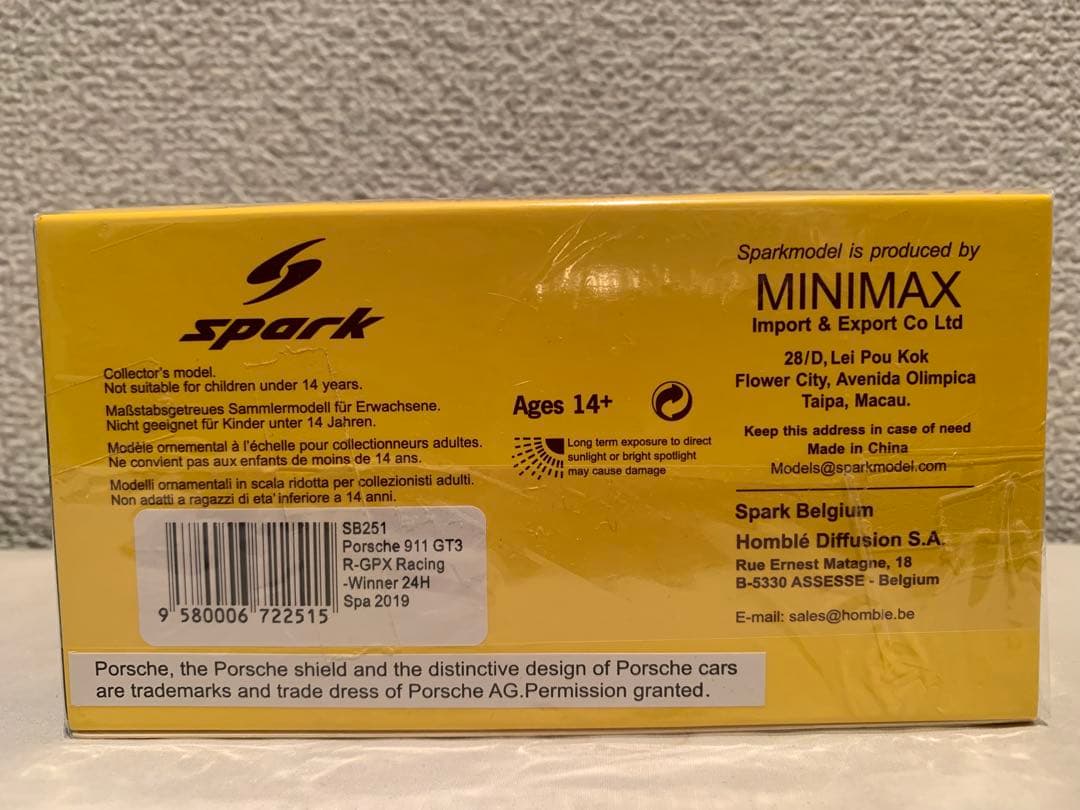 spark
Collector's model.
Not suitable for children under 14 years.
Maßstabsgetreues Sammlermodell für Erwachsene.
Nicht geeignet für Kinder unter 14 Jahren.
Modèle ornemental à l'échelle pour collectionneurs adultes.
Ne convient pas aux enfants de moins de 14 ans.
Modelli ornamentali in scala ridotta per collezionisti adulti.
Non adatti a ragazzi di eta' inferiore a 14 anni.
SB251
Porsche 911 GT3
R-GPX Racing
-Winner 24H
Spa 2019
9 580006 722515
Porsche, the Porsche shield and the distinctive design of Porsche cars
are trademarks and trade dress of Porsche AG.Permission granted.
Ages 14+
Long term exposure to direct
sunlight or bright spotlight
may cause damage
Sparkmodel is produced by
MINIMAX
Import & Export Co Ltd
28/D, Lei Pou Kok
Flower City, Avenida Olimpica
Taipa, Macau.
Keep this address in case of need
Made in China
Models@sparkmodel.com
Spark Belgium
Homblé Diffusion S.A.
Rue Ernest Matagne, 18
B-5330 ASSESSE - Belgium
E-mail: sales@homble.be